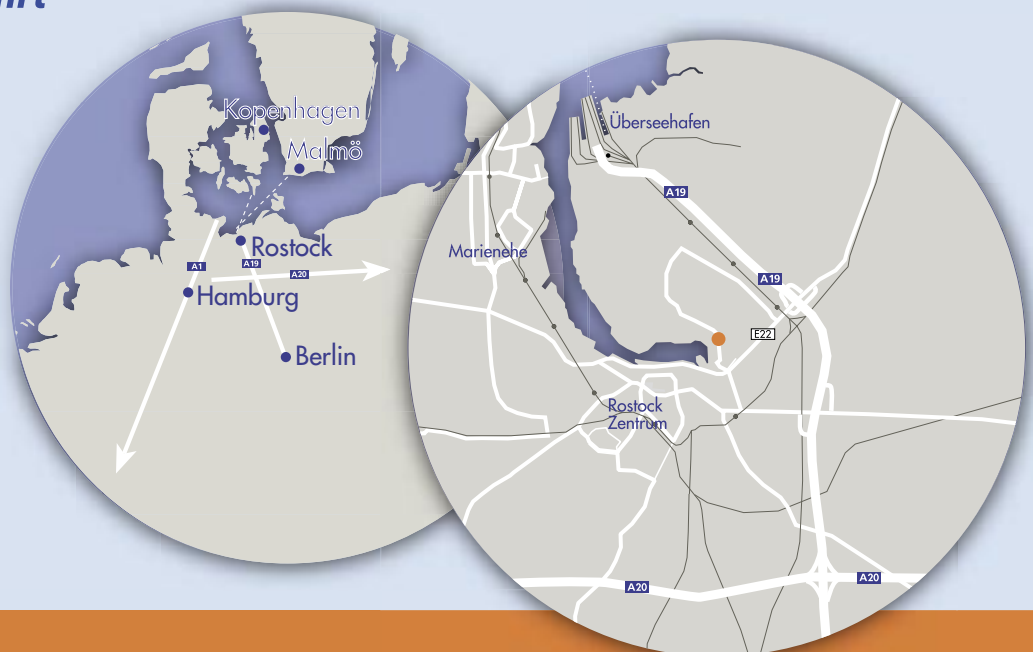 Kopenhagen
Malmö
Rostock
A1
A19
A20
Hamburg
Berlin
Überseehafen
A19
Marienehe
A19
E22
Rostock
Zentrum
A20
A20